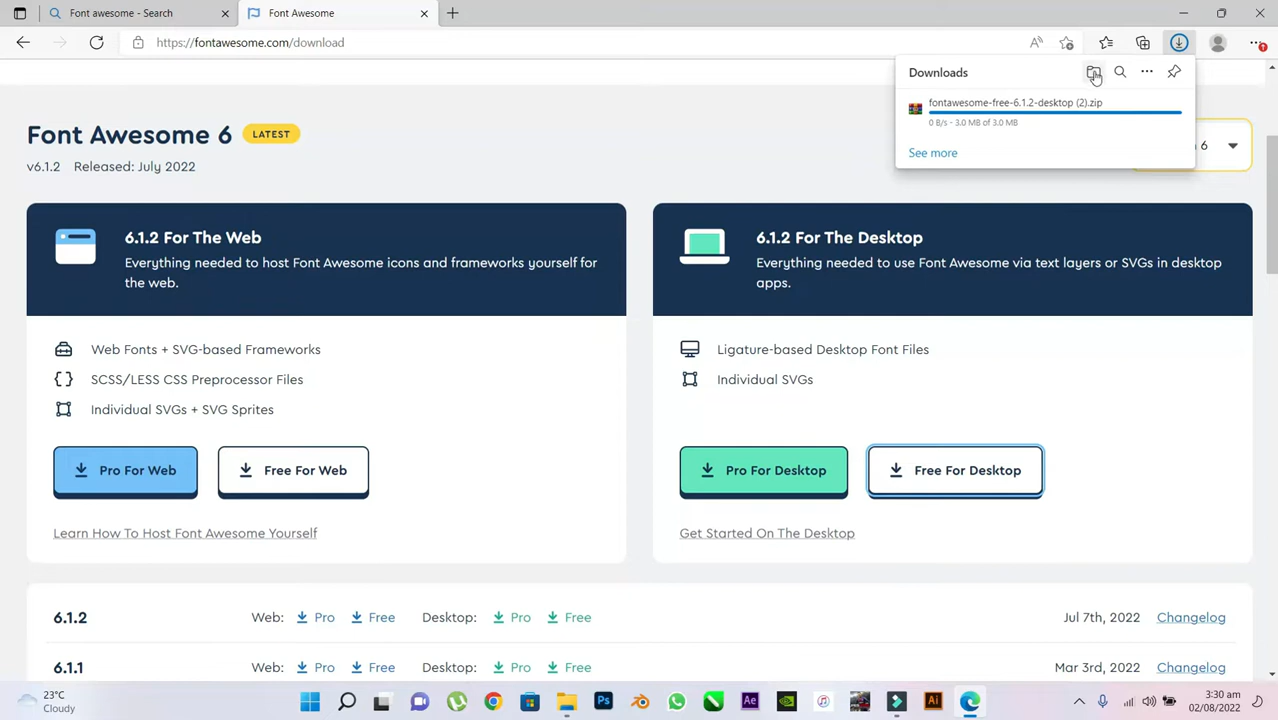 Font awesome - Search
Font Awesome
https://fontawesome.com/download
Downloads
fontawesome-free-6.1.2-desktop (2).zip
0 B/s - 3.0 MB of 3.0 MB
See more
Font Awesome 6 LATEST
6
v6.1.2 Released: July 2022
6.1.2 For The Web
Everything needed to host Font Awesome icons and frameworks yourself for
the web.
Web Fonts + SVG-based Frameworks
SCSS/LESS CSS Preprocessor Files
Individual SVGs + SVG Sprites
Pro For Web
Free For Web
Learn How To Host Font Awesome Yourself
6.1.2 For The Desktop
Everything needed to use Font Awesome via text layers or SVGs in desktop
apps.
Ligature-based Desktop Font Files
Individual SVGs
Pro For Desktop
Free For Desktop
Get Started On The Desktop
6.1.2 Web: Pro Free Desktop: Pro Free Jul 7th, 2022 Changelog
6.1.1 Web: Pro Free Desktop: Pro Free Mar 3rd, 2022 Changelog
23°C
Cloudy
Ps
Ae
Ai
3:30 am
02/08/2022